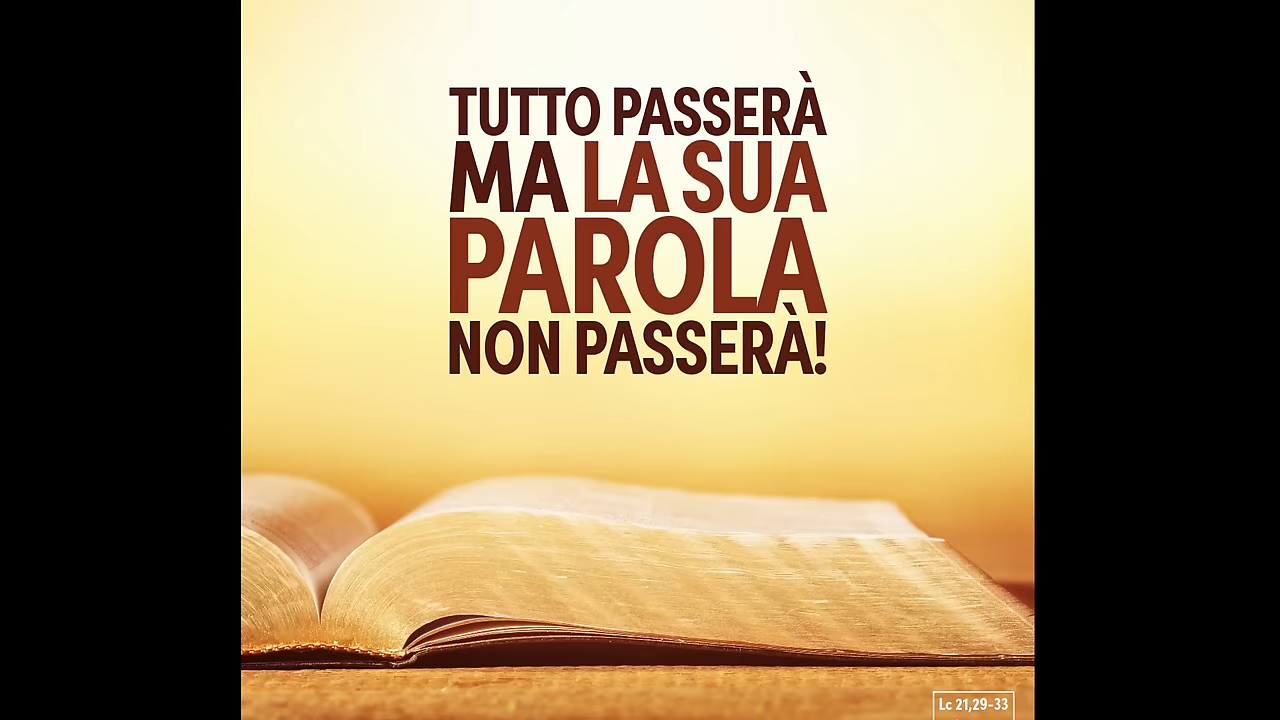 TUTTO PASSERÀ
MA LA SUA
PAROLA
NON PASSERÀ!
Lc 21,29-33